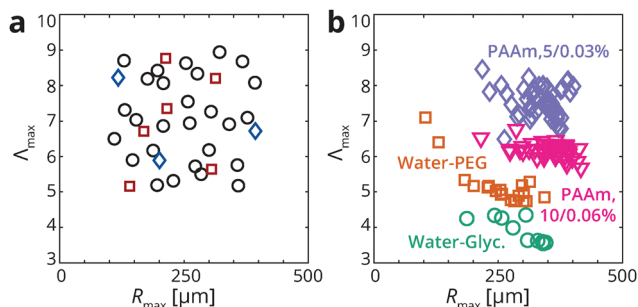 a
b
10
9
8
7
6
5
4
3
Λmax
0
250
500
Rmax [μm]
10
9
8
7
6
5
4
3
Λmax
0
250
500
Rmax [μm]
PAAm,5/0.03%
Water-PEG
PAAm,
10/0.06%
Water-Glyc.